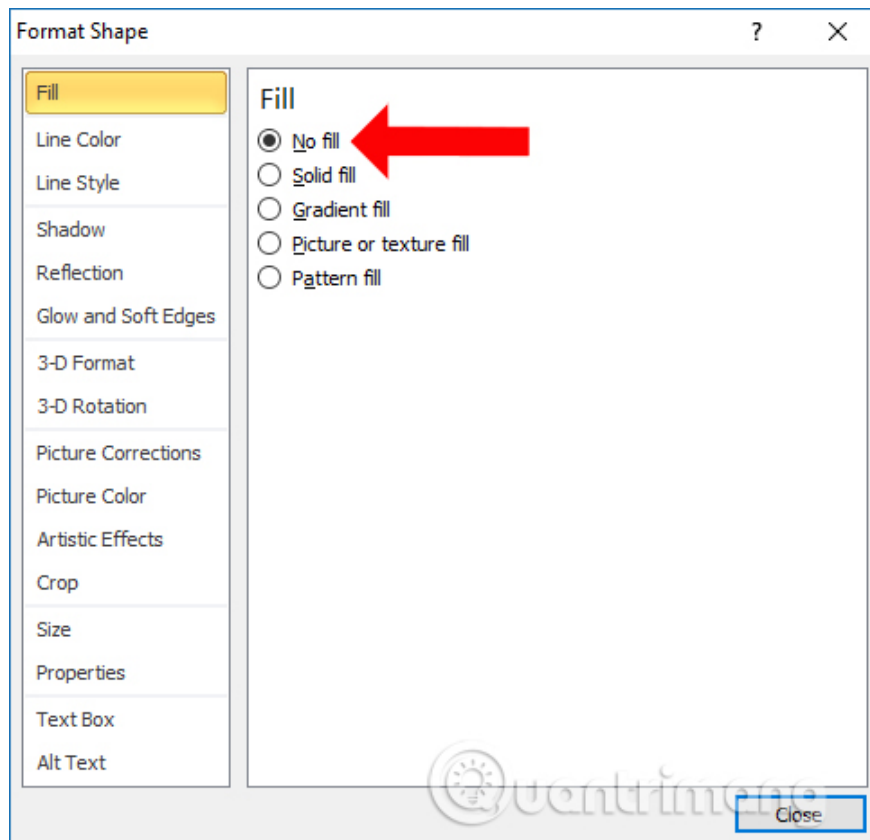 Format Shape
?
Fill
Line Color
Line Style
Shadow
Reflection
Glow and Soft Edges
3-D Format
3-D Rotation
Picture Corrections
Picture Color
Artistic Effects
Crop
Size
Properties
Text Box
Alt Text
Fill
No fill
Solid fill
Gradient fill
Picture or texture fill
Pattern fill
Quantrimang
Close